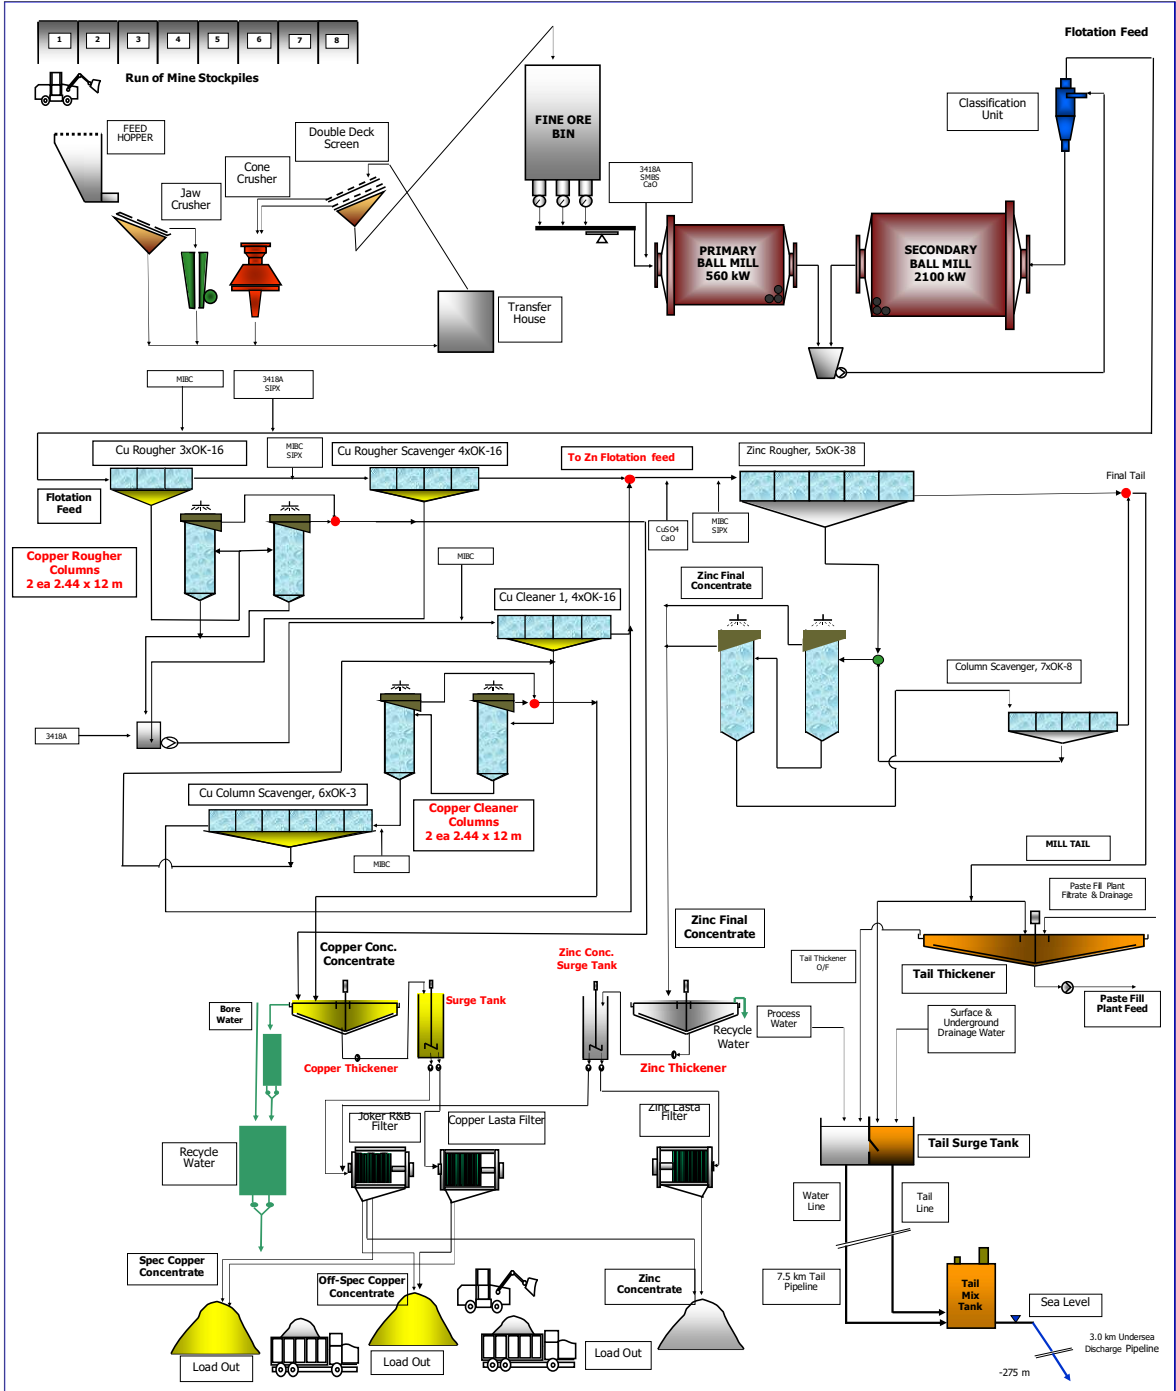 1 2 3 4 5 6 7 8
Run of Mine Stockpiles
Flotation Feed
FEED
HOPPER
Double Deck
Screen
Cone
Crusher
Jaw
Crusher
Transfer
House
FINE ORE
BIN
3418A
SMBS
CaO
Classification
Unit
PRIMARY
BALL MILL
560 kW
SECONDARY
BALL MILL
2100 kW
MIBC
3418A
SIPX
Cu Rougher 3xOK-16
MIBC
SIPX
Cu Rougher Scavenger 4xOK-16
To Zn Flotation feed
Zinc Rougher, 5xOK-38
Final Tail
Flotation
Feed
CuSO4
CaO
MIBC
SIPX
Copper Rougher
Columns
2 ea 2.44 x 12 m
MIBC
Cu Cleaner 1, 4xOK-16
Zinc Final
Concentrate
Column Scavenger, 7xOK-8
3418A
Cu Column Scavenger, 6xOK-3
Copper Cleaner
Columns
2 ea 2.44 x 12 m
MIBC
MILL TAIL
Paste Fill Plant
Filtrate & Drainage
Zinc Final
Concentrate
Copper Conc.
Concentrate
Zinc Conc.
Surge Tank
Tail Thickener
O/F
Tail Thickener
Paste Fill
Plant Feed
Bore
Water
Surge Tank
Process
Water
Surface &
Underground
Drainage Water
Recycle
Water
Copper Thickener
Zinc Thickener
Joker R&B
Filter
Copper Lasta Filter
Zinc Lasta
Filter
Recycle
Water
Tail Surge Tank
Water
Line
Tail
Line
Spec Copper
Concentrate
Off-Spec Copper
Concentrate
Zinc
Concentrate
7.5 km Tail
Pipeline
Tail
Mix
Tank
Sea Level
3.0 km Undersea
Discharge Pipeline
-275 m
Load Out
Load Out
Load Out